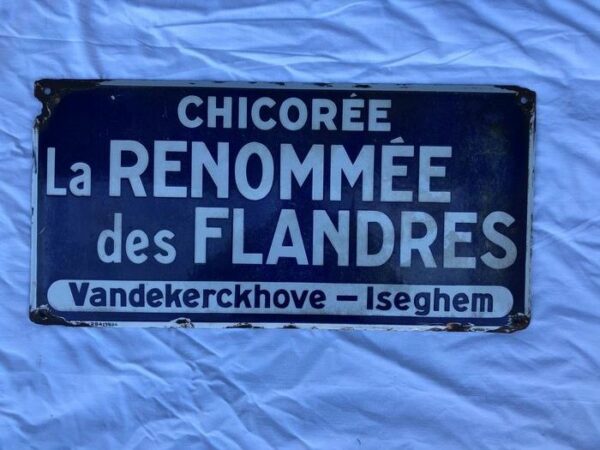 CHICORÉE
La RENOMMÉE
des FLANDRES
Vandekerckhove – Iseghem